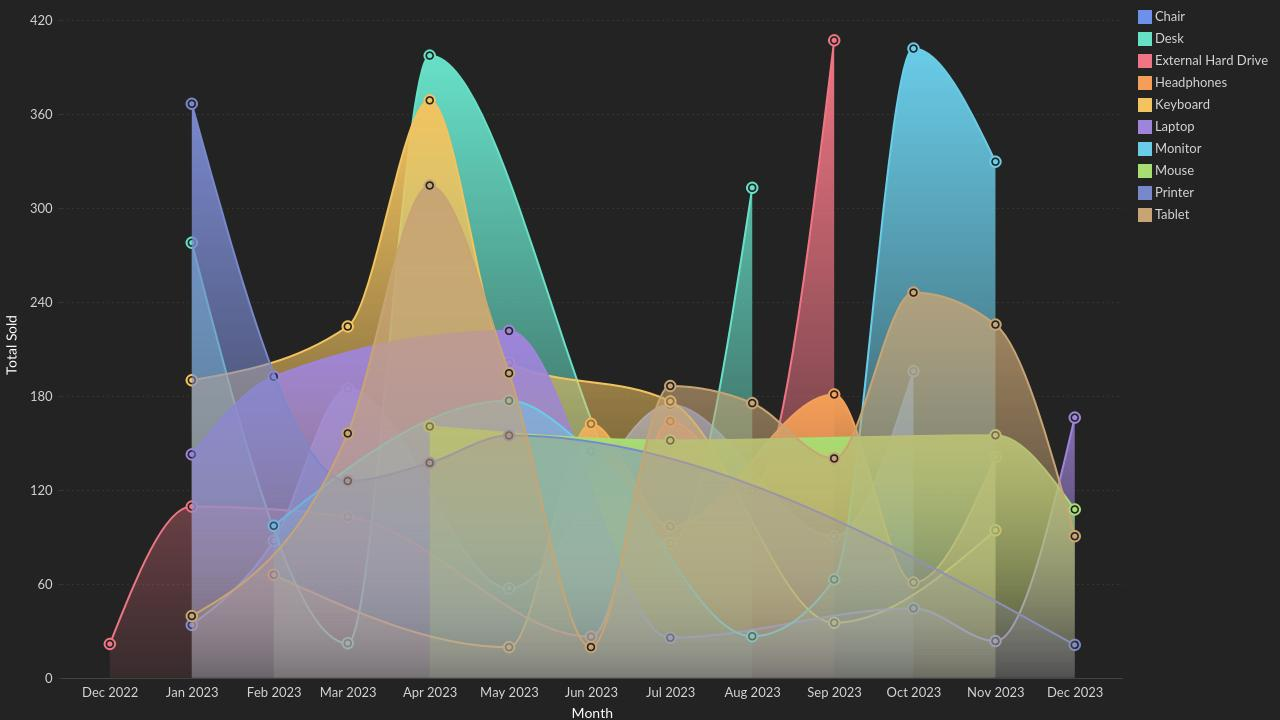 420
360
300
240
180
120
60
0
Total Sold
Dec 2022
Jan 2023
Feb 2023
Mar 2023
Apr 2023
May 2023
Jun 2023
Jul 2023
Aug 2023
Sep 2023
Oct 2023
Nov 2023
Dec 2023
Month
Chair
Desk
External Hard Drive
Headphones
Keyboard
Laptop
Monitor
Mouse
Printer
Tablet